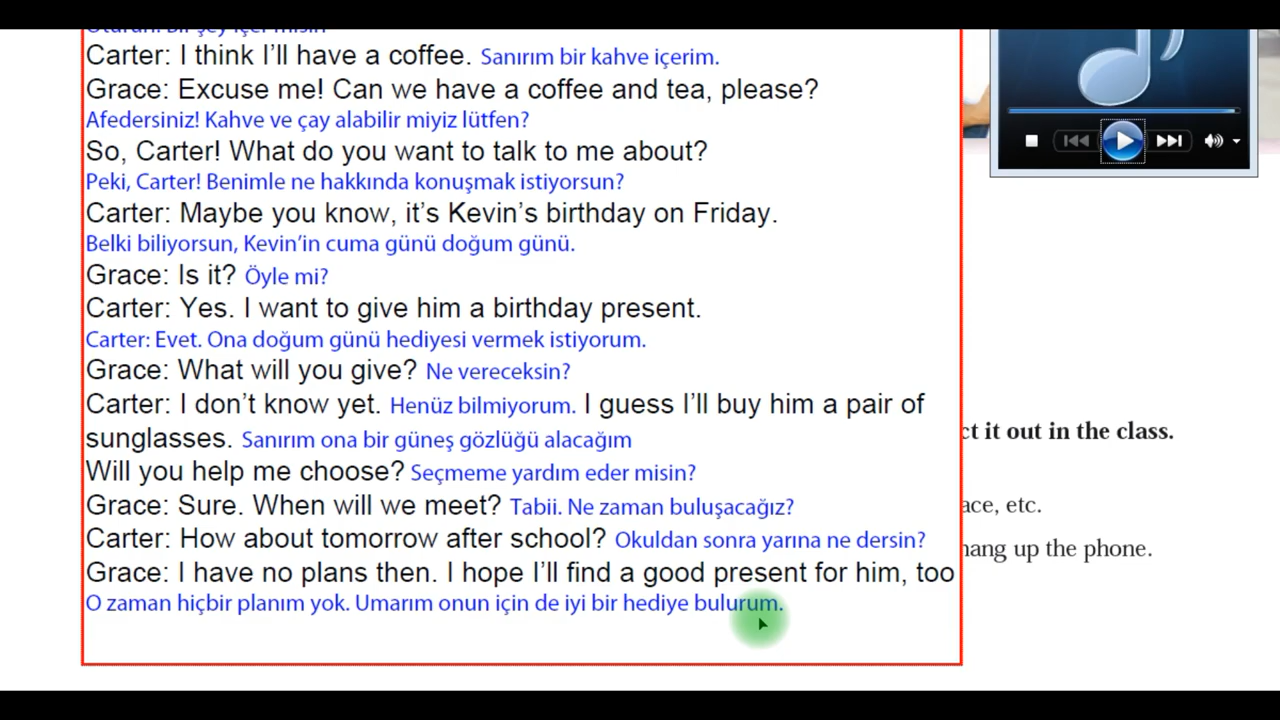 Oturun! Bir şey içer misin
Carter: I think I'll have a coffee. Sanırım bir kahve içerim.
Grace: Excuse me! Can we have a coffee and tea, please?
Afedersiniz! Kahve ve çay alabilir miyiz lütfen?
So, Carter! What do you want to talk to me about?
Peki, Carter! Benimle ne hakkında konuşmak istiyorsun?
Carter: Maybe you know, it's Kevin's birthday on Friday.
Belki biliyorsun, Kevin'in cuma günü doğum günü.
Grace: Is it? Öyle mi?
Carter: Yes. I want to give him a birthday present.
Carter: Evet. Ona doğum günü hediyesi vermek istiyorum.
Grace: What will you give? Ne vereceksin?
Carter: I don't know yet. Henüz bilmiyorum. I guess I'll buy him a pair of
sunglasses. Sanırım ona bir güneş gözlüğü alacağım
Will you help me choose? Seçmeme yardım eder misin?
Grace: Sure. When will we meet? Tabii. Ne zaman buluşacağız?
Carter: How about tomorrow after school? Okuldan sonra yarına ne dersin?
Grace: I have no plans then. I hope I'll find a good present for him, too
O zaman hiçbir planım yok. Umarım onun için de iyi bir hediye bulurum.
ct it out in the class.
ace, etc.
hang up the phone.